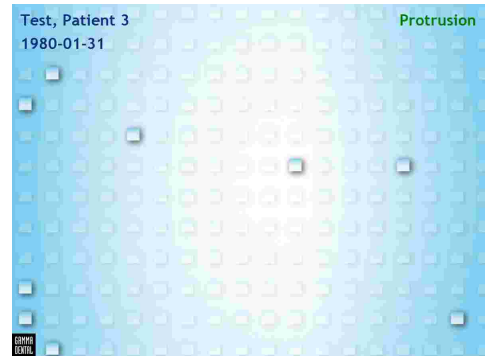 Test, Patient 3
Protrusion
1980-01-31
GAMMA
DENTAL